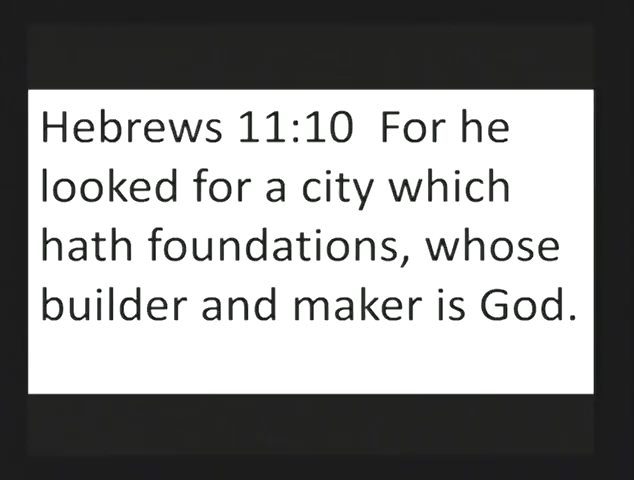 Hebrews 11:10  For he
looked for a city which
hath foundations, whose
builder and maker is God.